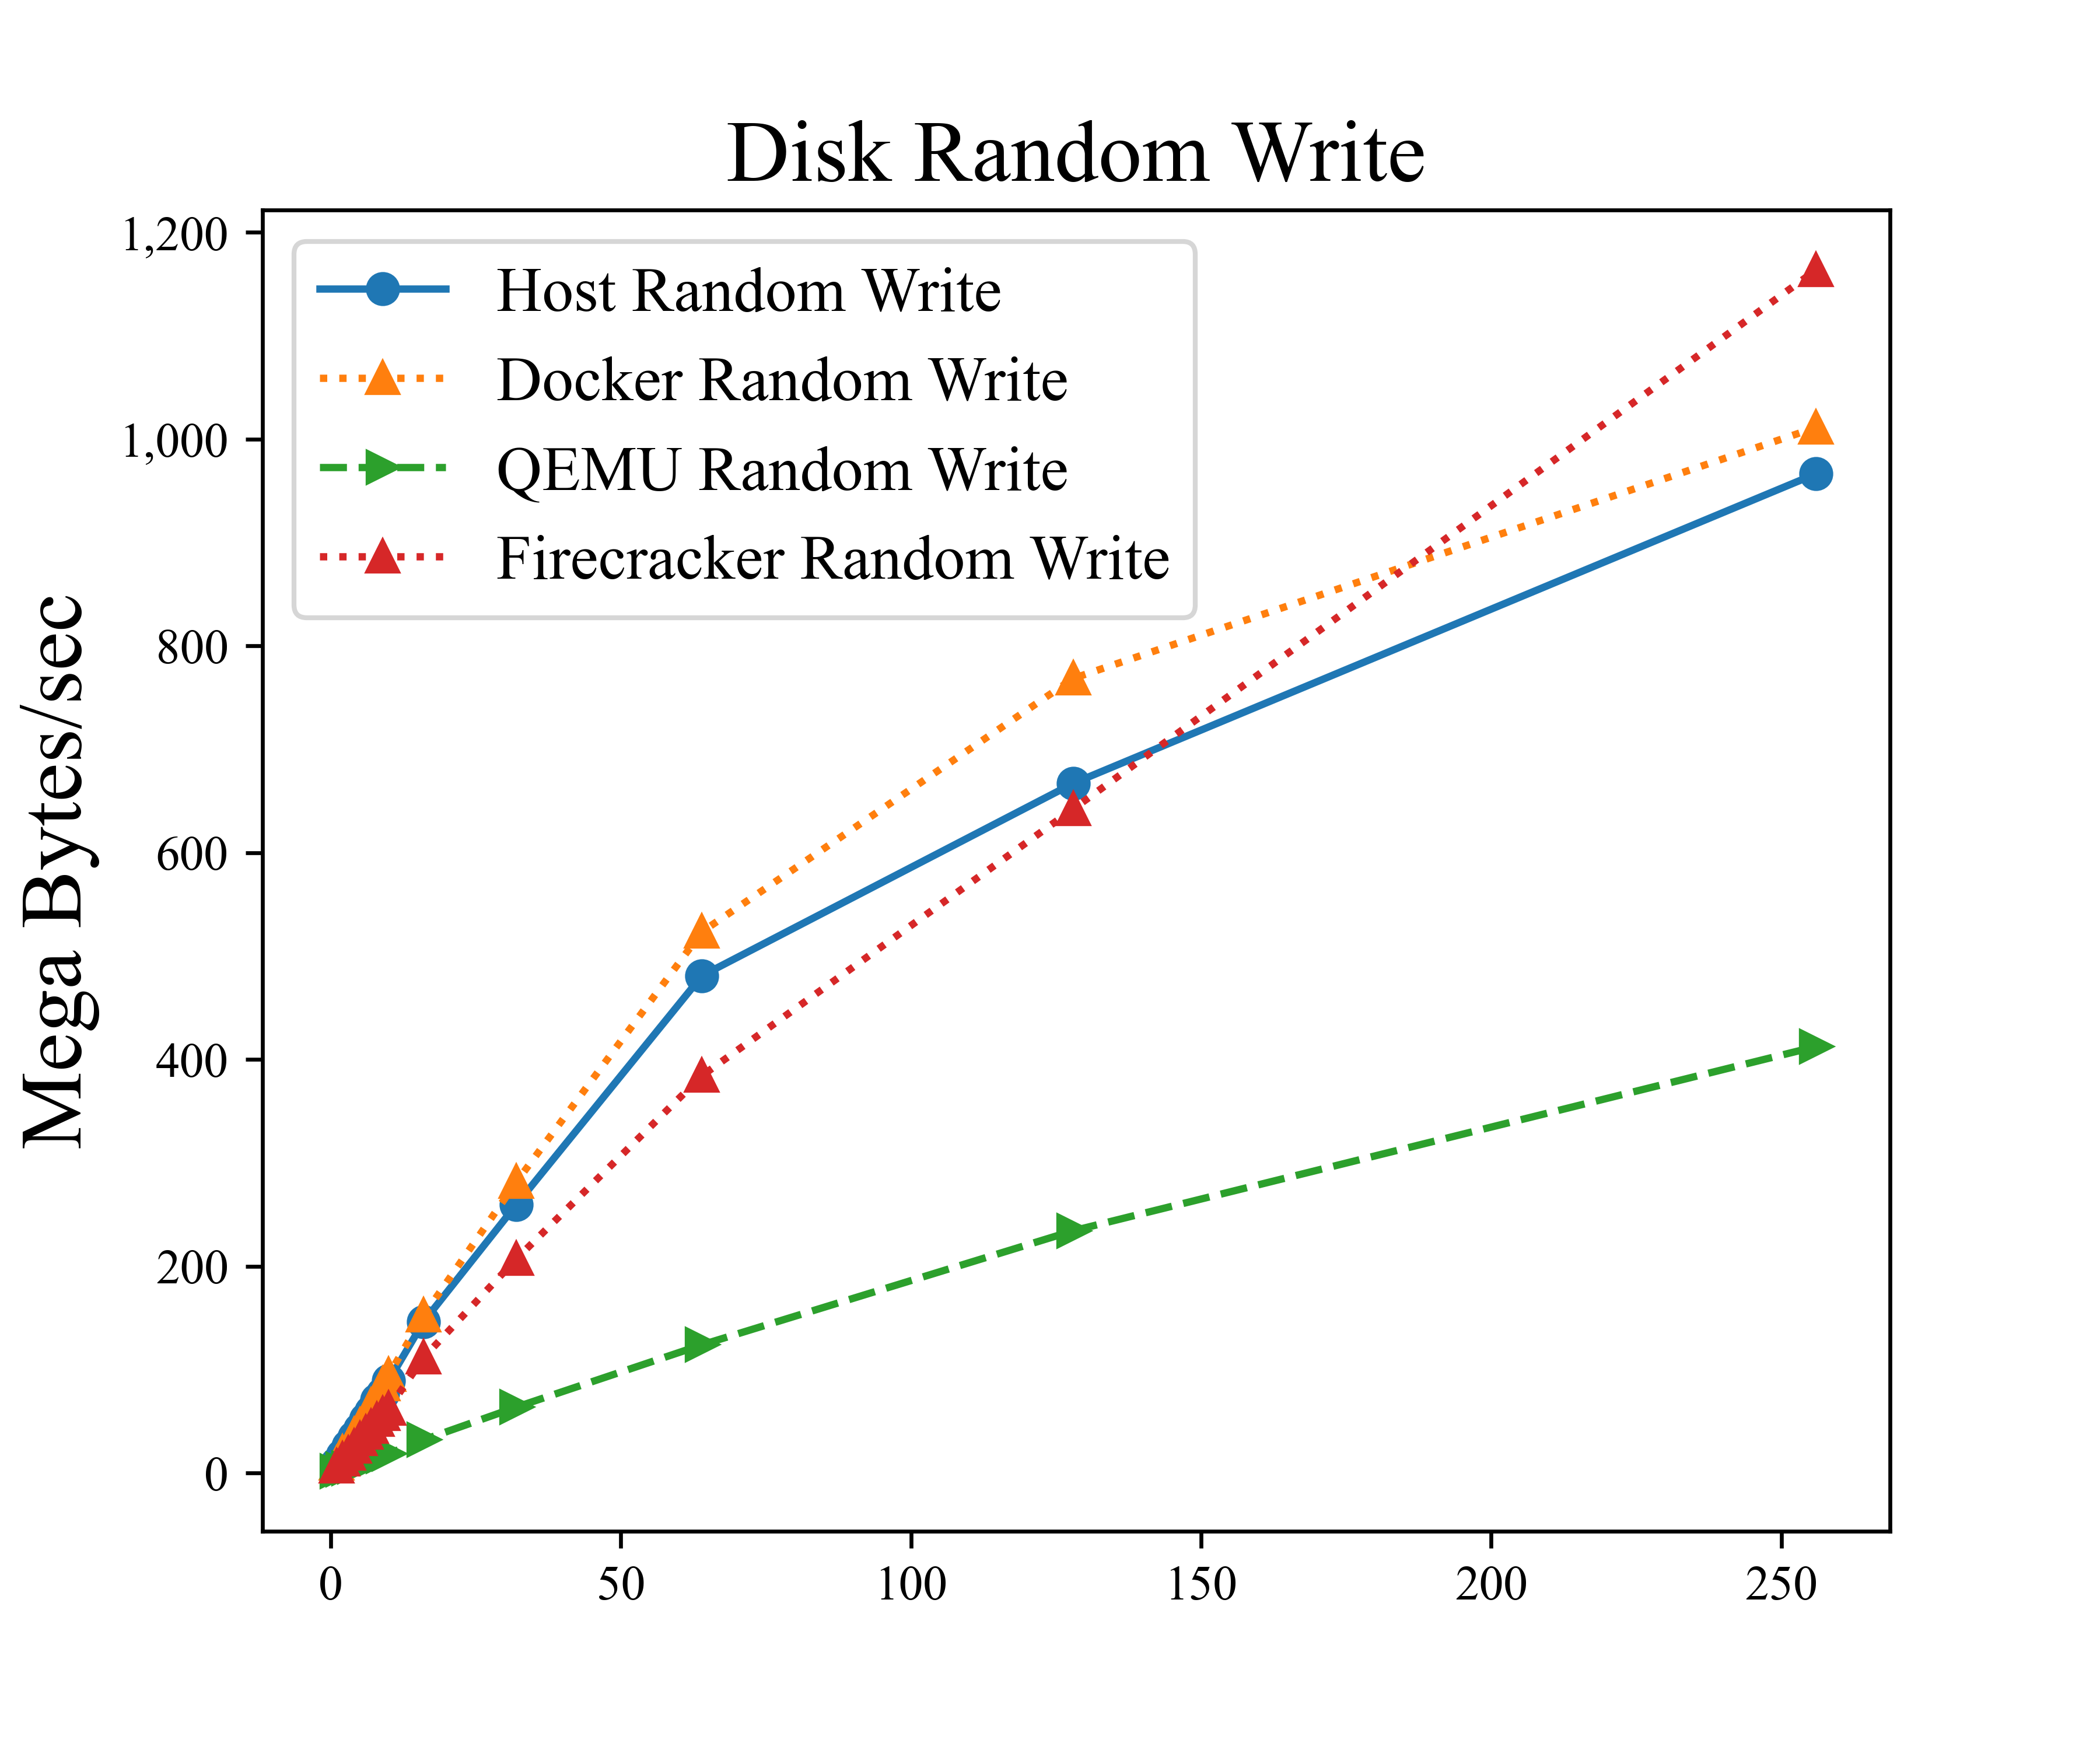 Disk Random Write
Mega Bytes/sec
1,200
1,000
800
600
400
200
0
Host Random Write
Docker Random Write
QEMU Random Write
Firecracker Random Write
0 50 100 150 200 250